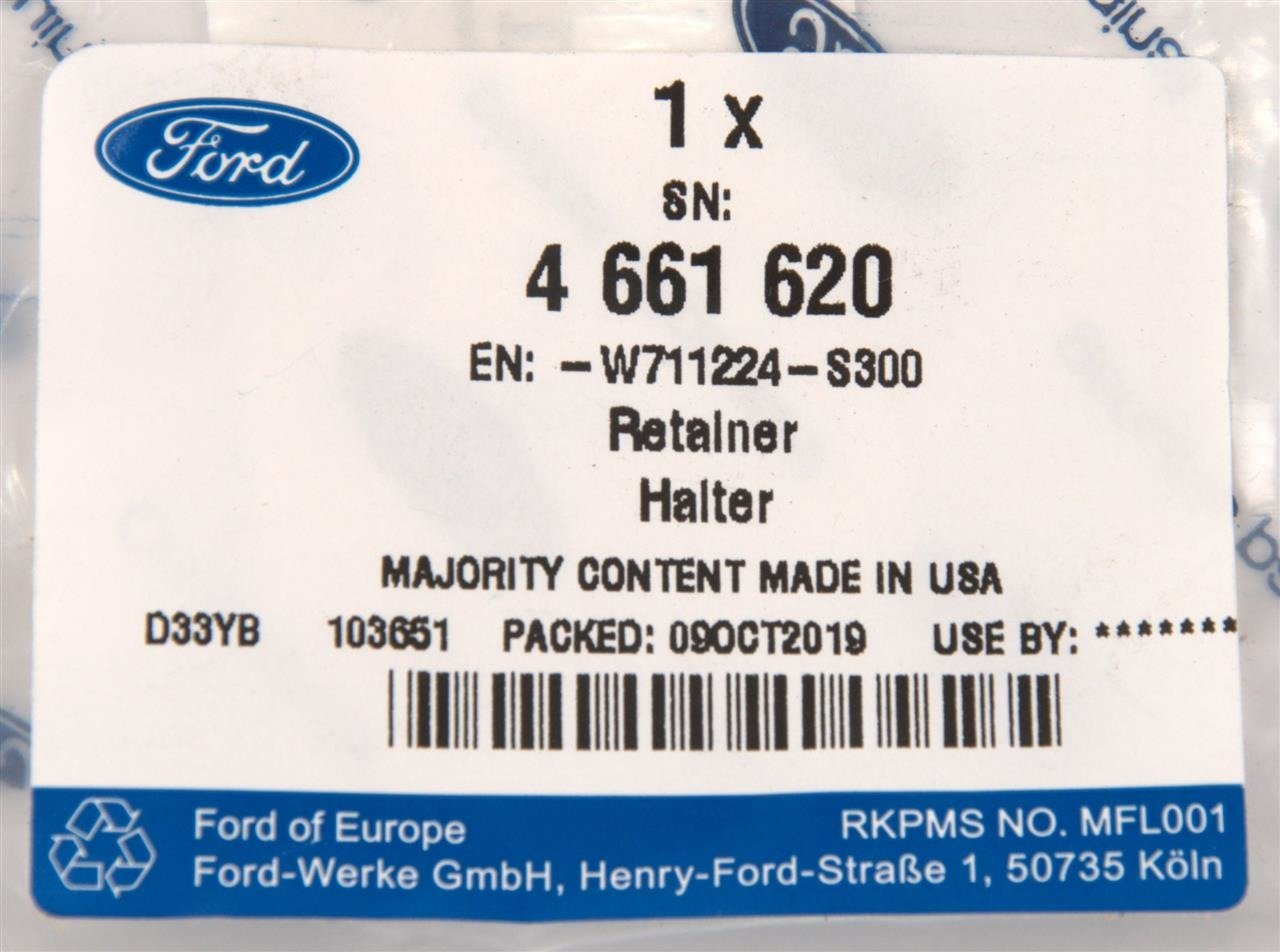 Ford
1 x
SN:
4 661 620
EN: -W711224-S300
Retainer
Halter
MAJORITY CONTENT MADE IN USA
D33YB 103651 PACKED: 09OCT2019 USE BY: *******
Ford of Europe
Ford-Werke GmbH, Henry-Ford-Straße 1, 50735 Köln
RKPMS NO. MFL001